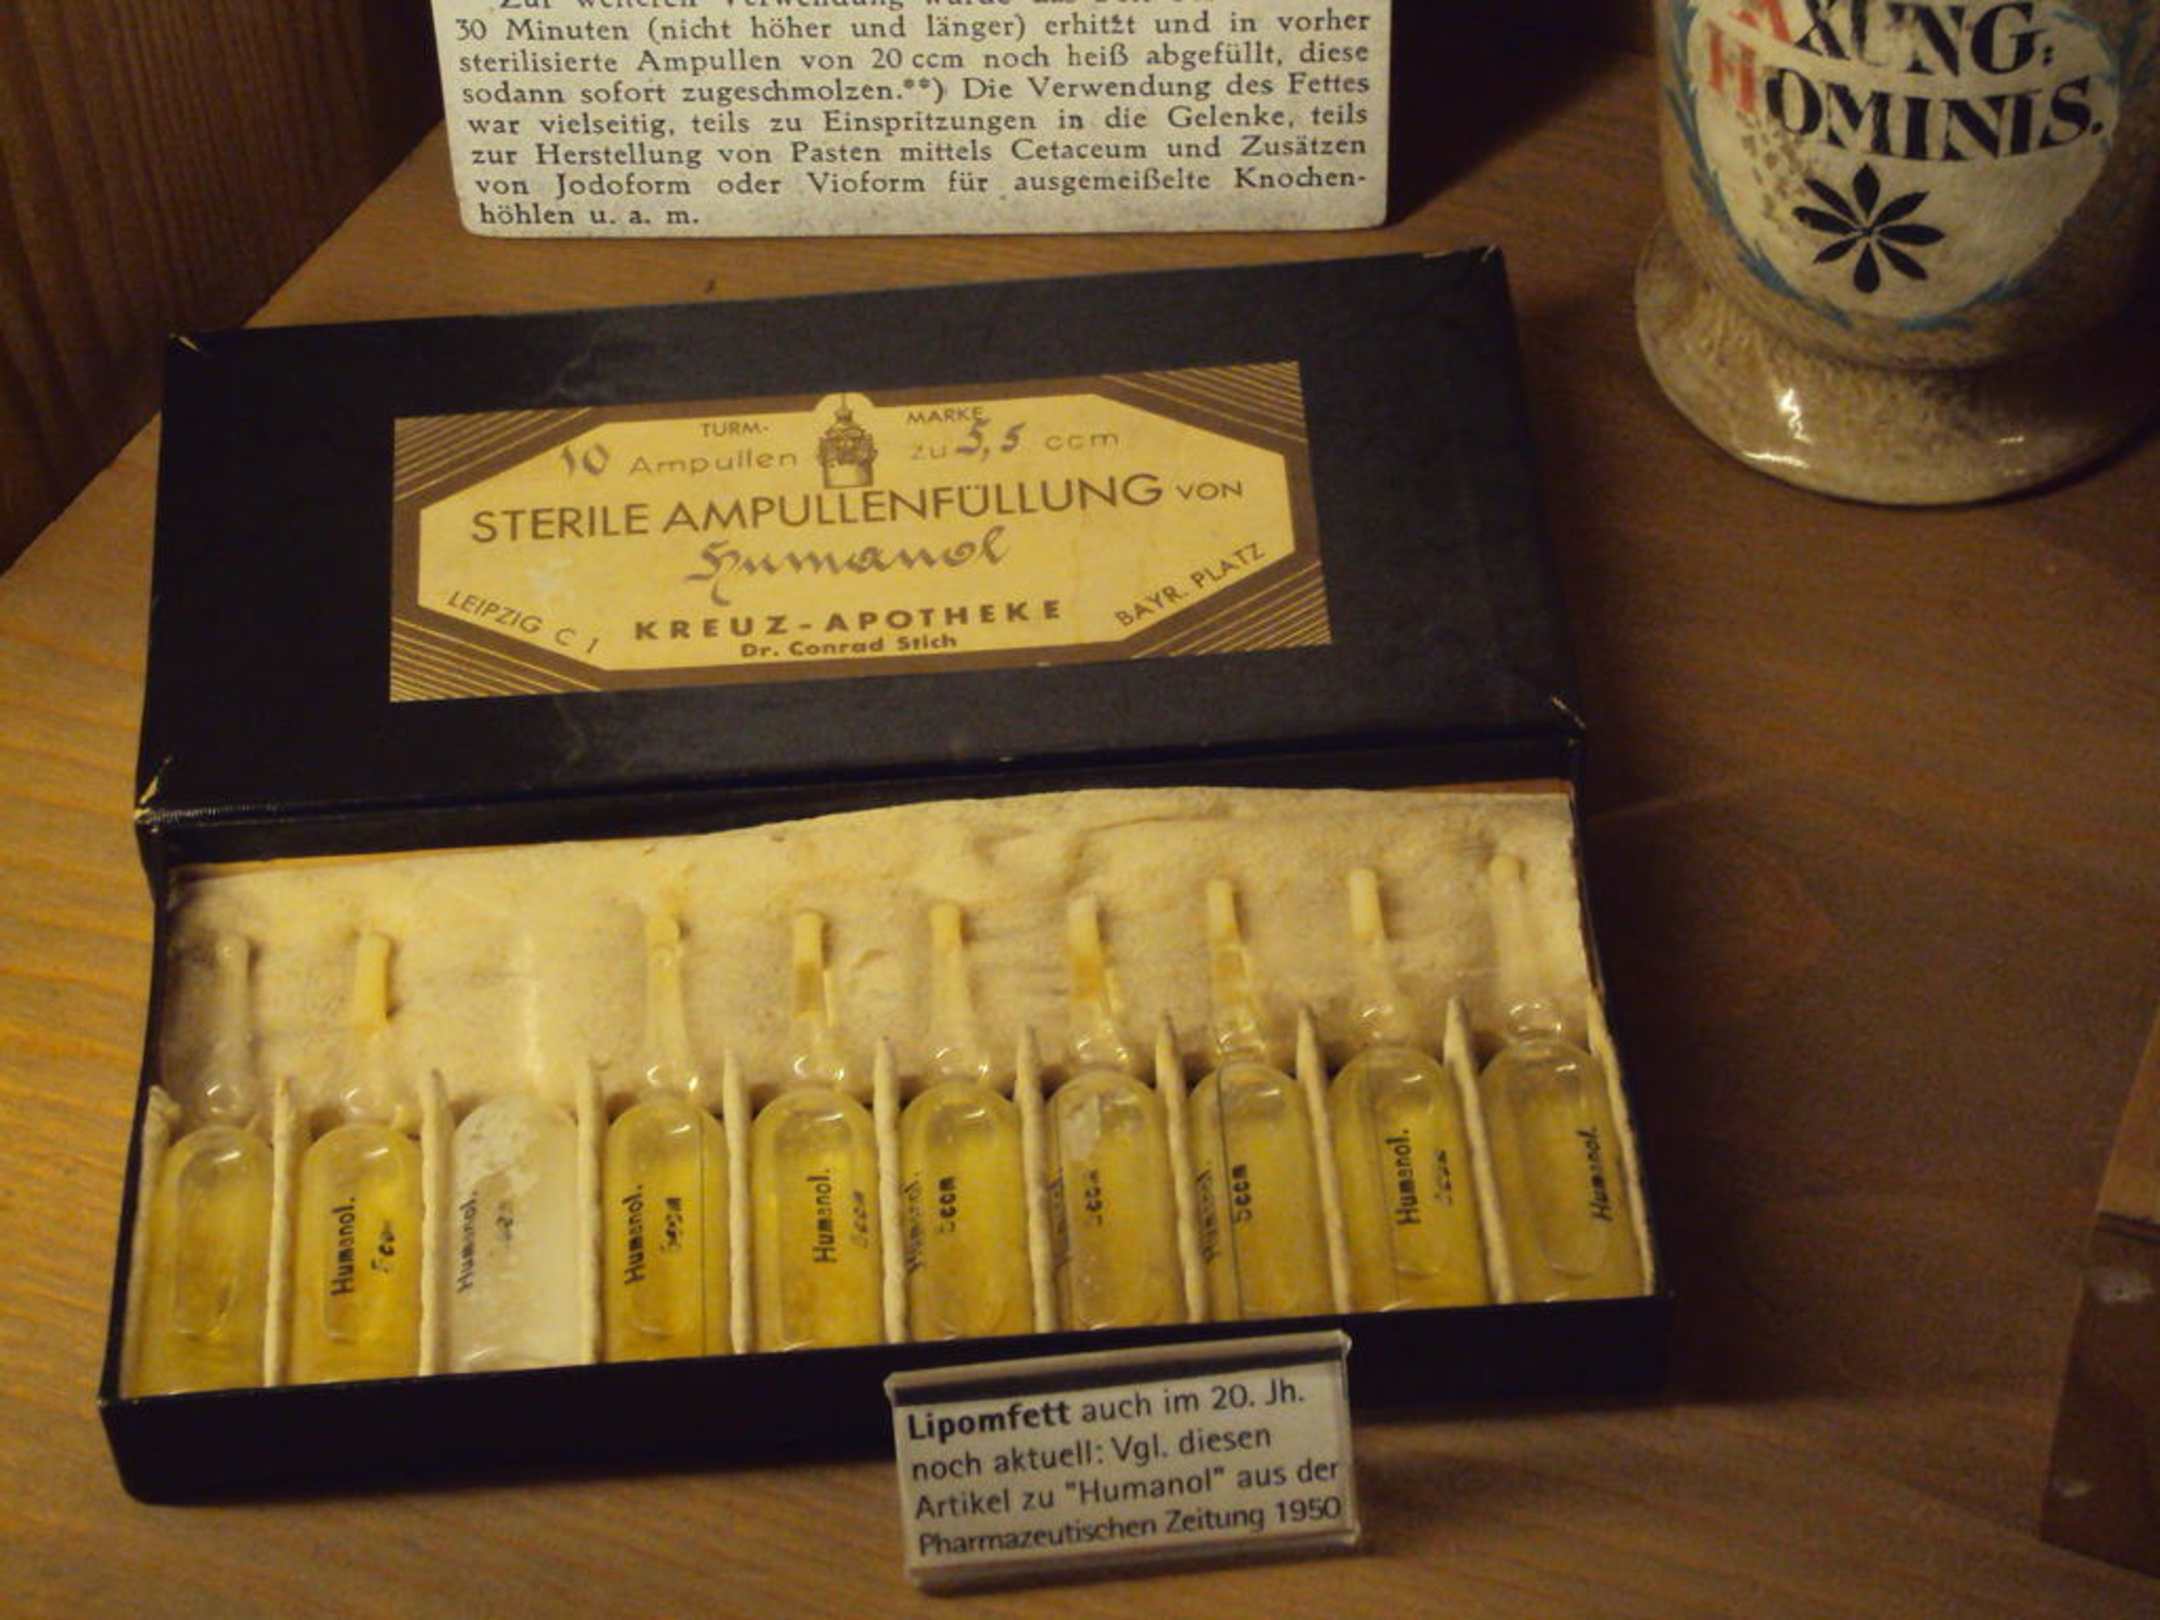 30 Minuten (nicht höher und länger) erhitzt und in vorher
sterilisierte Ampullen von 20 ccm noch heiß abgefüllt, diese
sodann sofort zugeschmolzen.**) Die Verwendung des Fettes
war vielseitig, teils zu Einspritzungen in die Gelenke, teils
zur Herstellung von Pasten mittels Cetaceum und Zusätzen
von Jodoform oder Vioform für ausgemeißelte Knochen-
höhlen u. a. m.
AXUNG:
HOMINIS.
TURM- MARKE
10 Ampullen zu 5,5 ccm
STERILE AMPULLENFÜLLUNG VON
Humanol
LEIPZIG C 1 KREUZ-APOTHEKE BAYR. PLATZ
Dr. Conrad Stich
Humanol.
Humanol.
Humanol.
Humanol.
Humanol.
Humanol.
Humanol.
Humanol.
Humanol.
Lipomfett auch im 20. Jh.
noch aktuell: Vgl. diesen
Artikel zu "Humanol" aus der
Pharmazeutischen Zeitung 1950